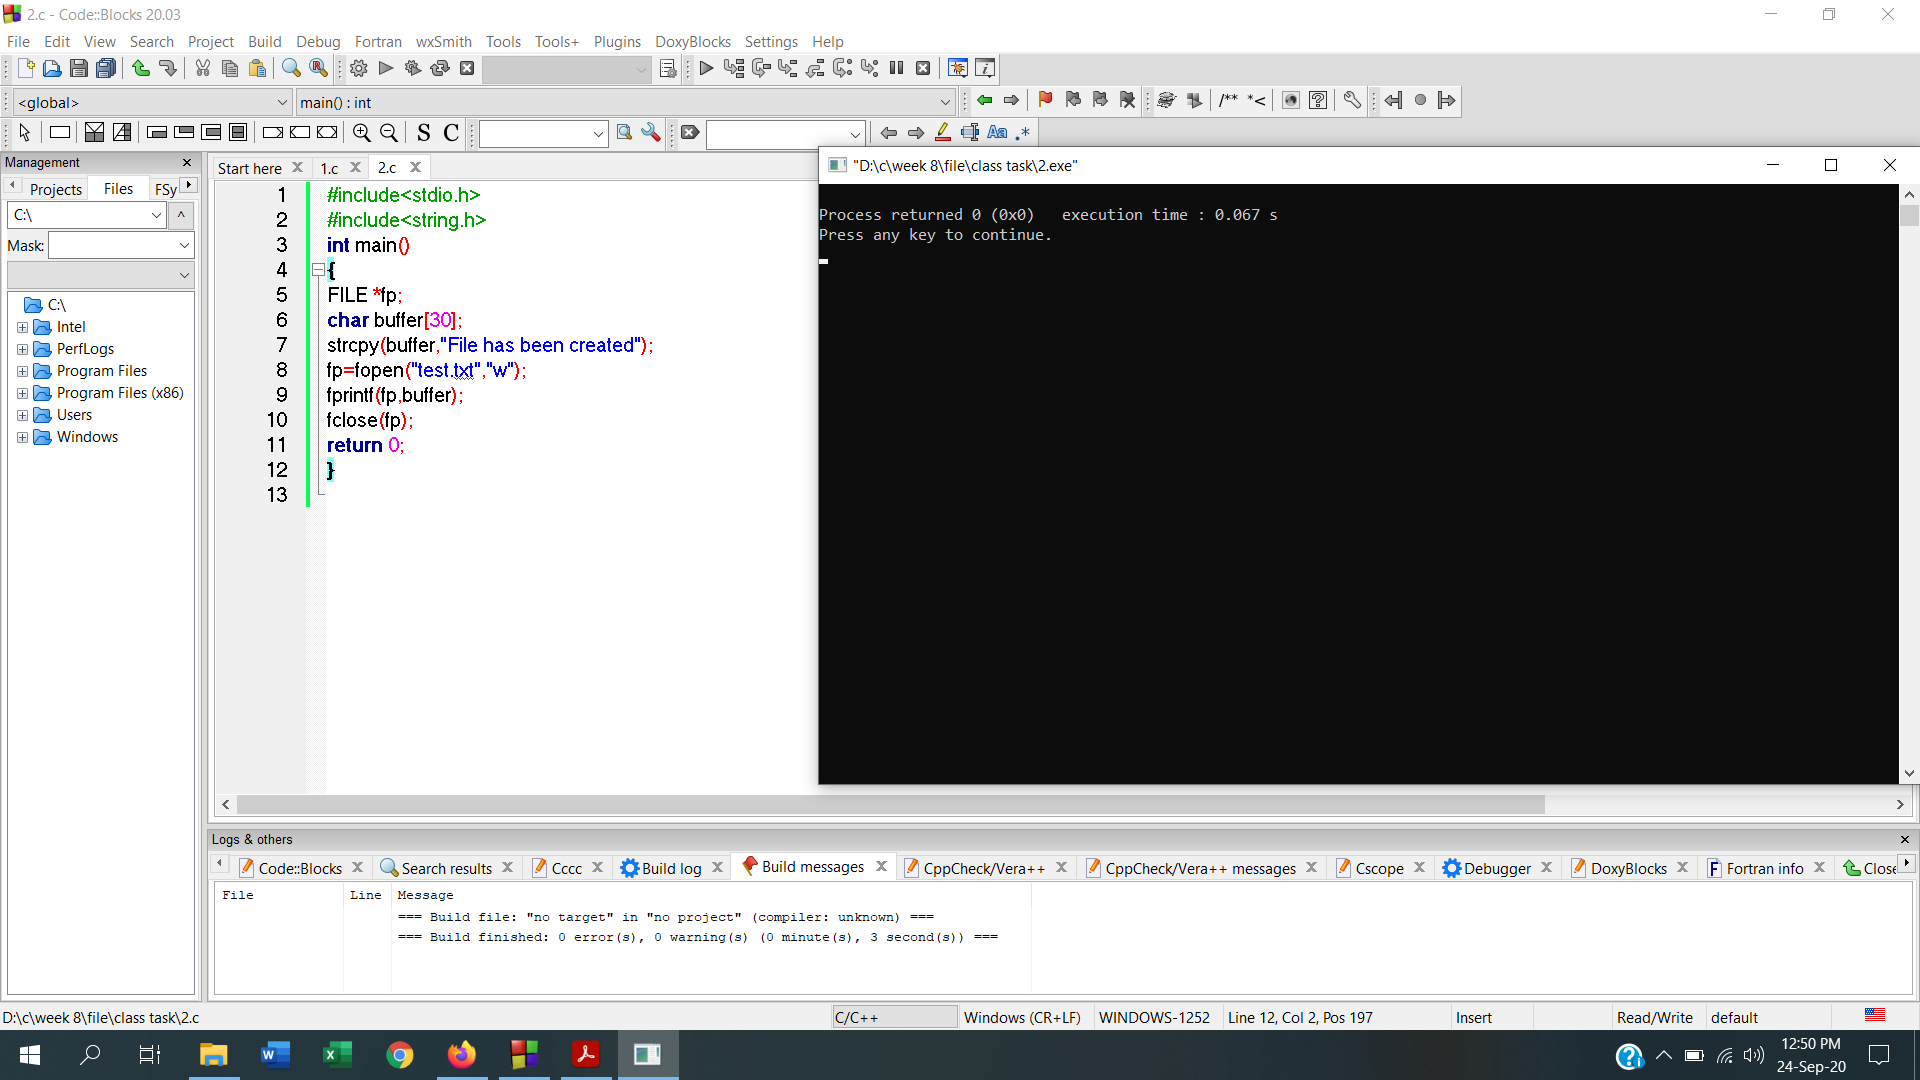 2.c - Code::Blocks 20.03
File Edit View Search Project Build Debug Fortran wxSmith Tools Tools+ Plugins DoxyBlocks Settings Help
<global> main() : int
/** *<
S C Aa .*
Management
Projects Files FSy
C:\ ^
Mask:
C:\
Intel
PerfLogs
Program Files
Program Files (x86)
Users
Windows
Start here 1.c 2.c
1 #include<stdio.h>
2 #include<string.h>
3 int main()
4 {
5 FILE *fp;
6 char buffer[30];
7 strcpy(buffer,"File has been created");
8 fp=fopen("test.txt","w");
9 fprintf(fp,buffer);
10 fclose(fp);
11 return 0;
12 }
13
"D:\c\week 8\file\class task\2.exe"
Process returned 0 (0x0)   execution time : 0.067 s
Press any key to continue.
Logs & others
Code::Blocks Search results Cccc Build log Build messages CppCheck/Vera++ CppCheck/Vera++ messages Cscope Debugger DoxyBlocks Fortran info Close
File Line Message
=== Build file: "no target" in "no project" (compiler: unknown) ===
=== Build finished: 0 error(s), 0 warning(s) (0 minute(s), 3 second(s)) ===
D:\c\week 8\file\class task\2.c C/C++ Windows (CR+LF) WINDOWS-1252 Line 12, Col 2, Pos 197 Insert Read/Write default
12:50 PM
24-Sep-20